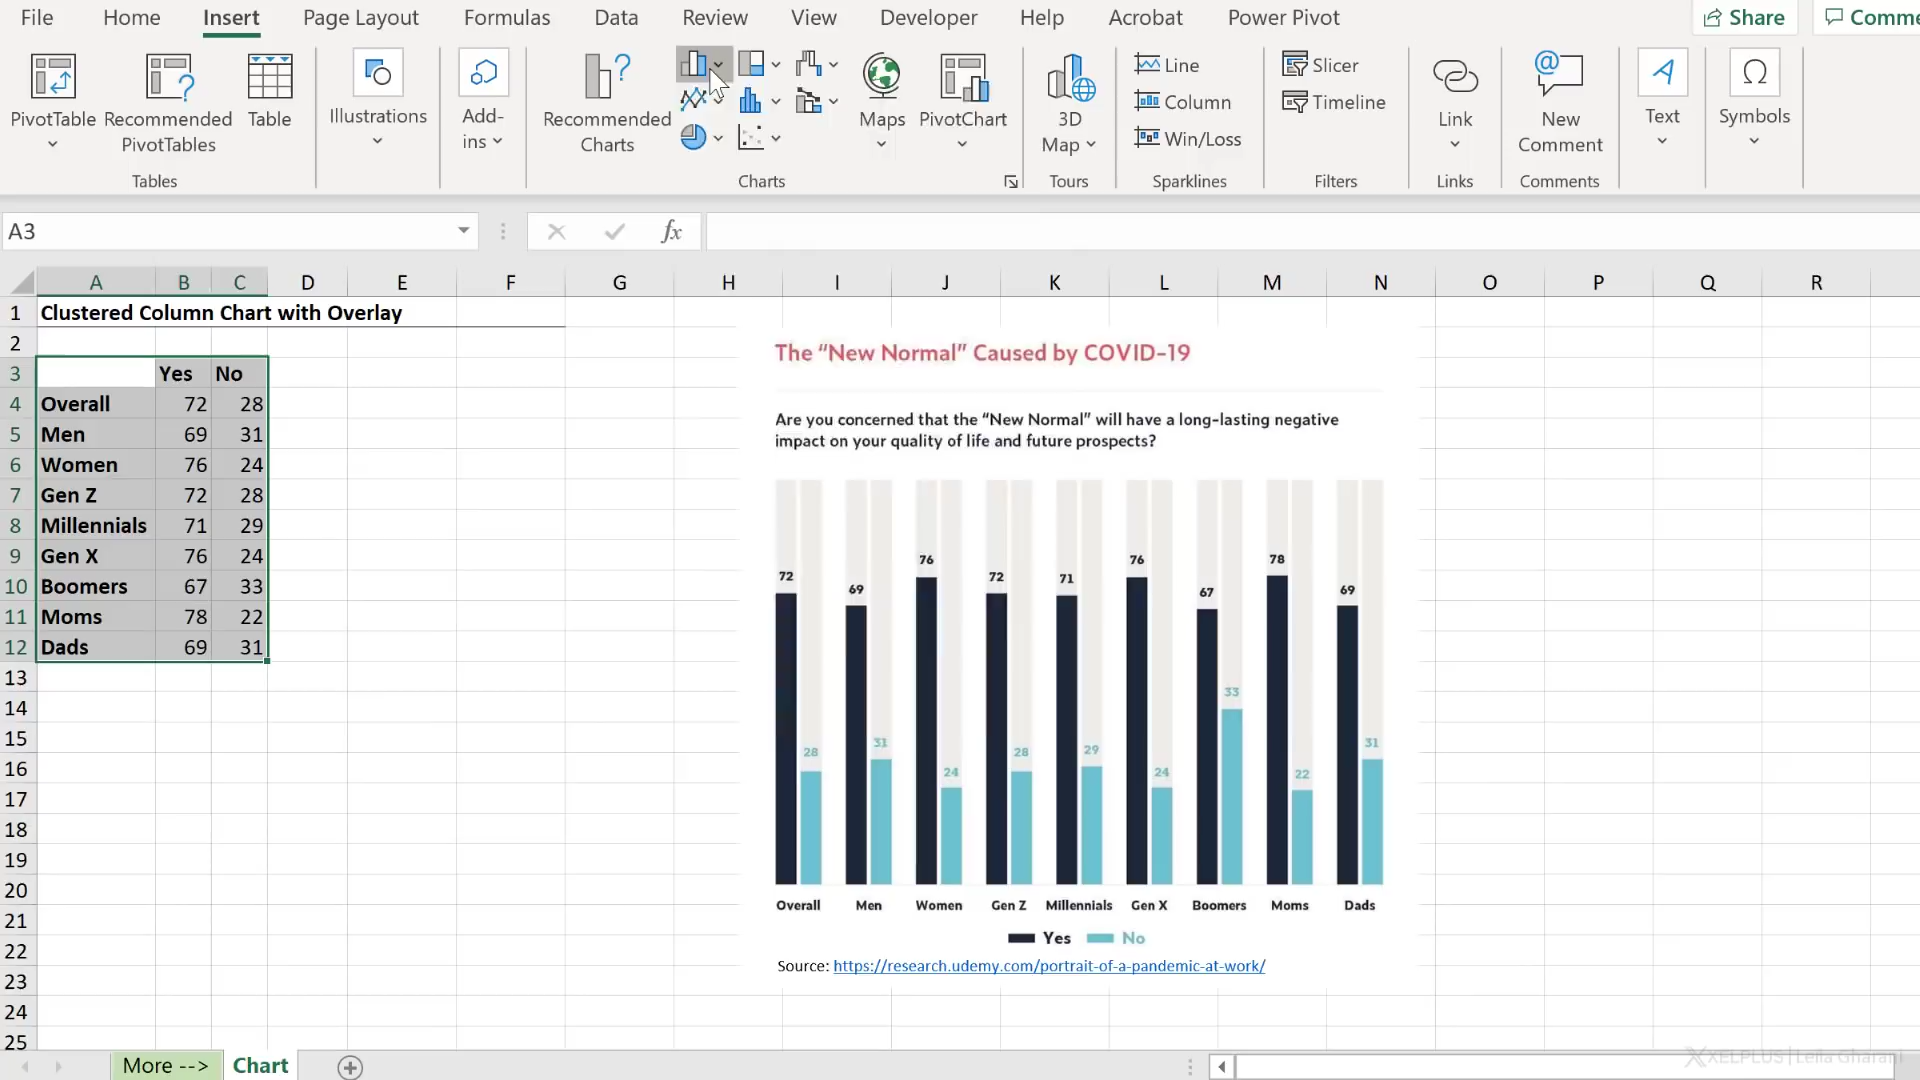 File Insert Home Page Layout Formulas Data Review View Developer Help Acrobat Power Pivot Share
PivotTable
Recommended
PivotTables
Table
Tables
Illustrations
Add-
ins
Recommended
Charts
Maps
PivotChart
Charts
3D
Map
Tours
Line
Column
Win/Loss
Sparklines
Slicer
Timeline
Filters
Link
Links
New
Comment
Comments
Text
Symbols
A3
fx
A B C D E F G H I J K L M N O P Q R
1 Clustered Column Chart with Overlay
2
3 Yes No
4 Overall 72 28
5 Men 69 31
6 Women 76 24
7 Gen Z 72 28
8 Millennials 71 29
9 Gen X 76 24
10 Boomers 67 33
11 Moms 78 22
12 Dads 69 31
13
14
15
16
17
18
19
20
21
22
23
24
25
The “New Normal” Caused by COVID-19
Are you concerned that the “New Normal” will have a long-lasting negative
impact on your quality of life and future prospects?
72 69 76 72 71 76 67 78 69
28 31 24 28 29 24 33 22 31
Overall Men Women Gen Z Millennials Gen X Boomers Moms Dads
Yes No
Source: https://research.udemy.com/portrait-of-a-pandemic-at-work/
More --> Chart
XELPLUS | Leila Gharani